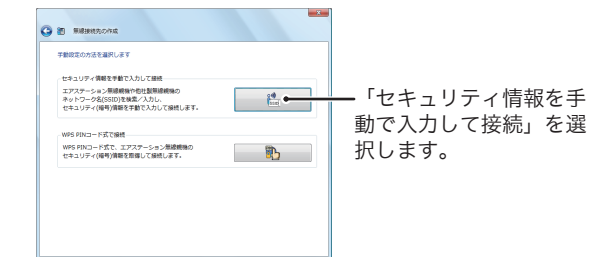 無線接続先の作成
手動設定の方法を選択します
セキュリティ情報を手動で入力して接続
エアステーション無線親機や他社製無線親機の
ネットワーク名(SSID)を検索／入力し、
セキュリティ(暗号)情報を手動で入力して接続します。
SSID
WPS PINコード式で接続
WPS PINコード式で、エアステーション無線親機の
セキュリティ(暗号)情報を取得して接続します。
「セキュリティ情報を手
動で入力して接続」を選
択します。